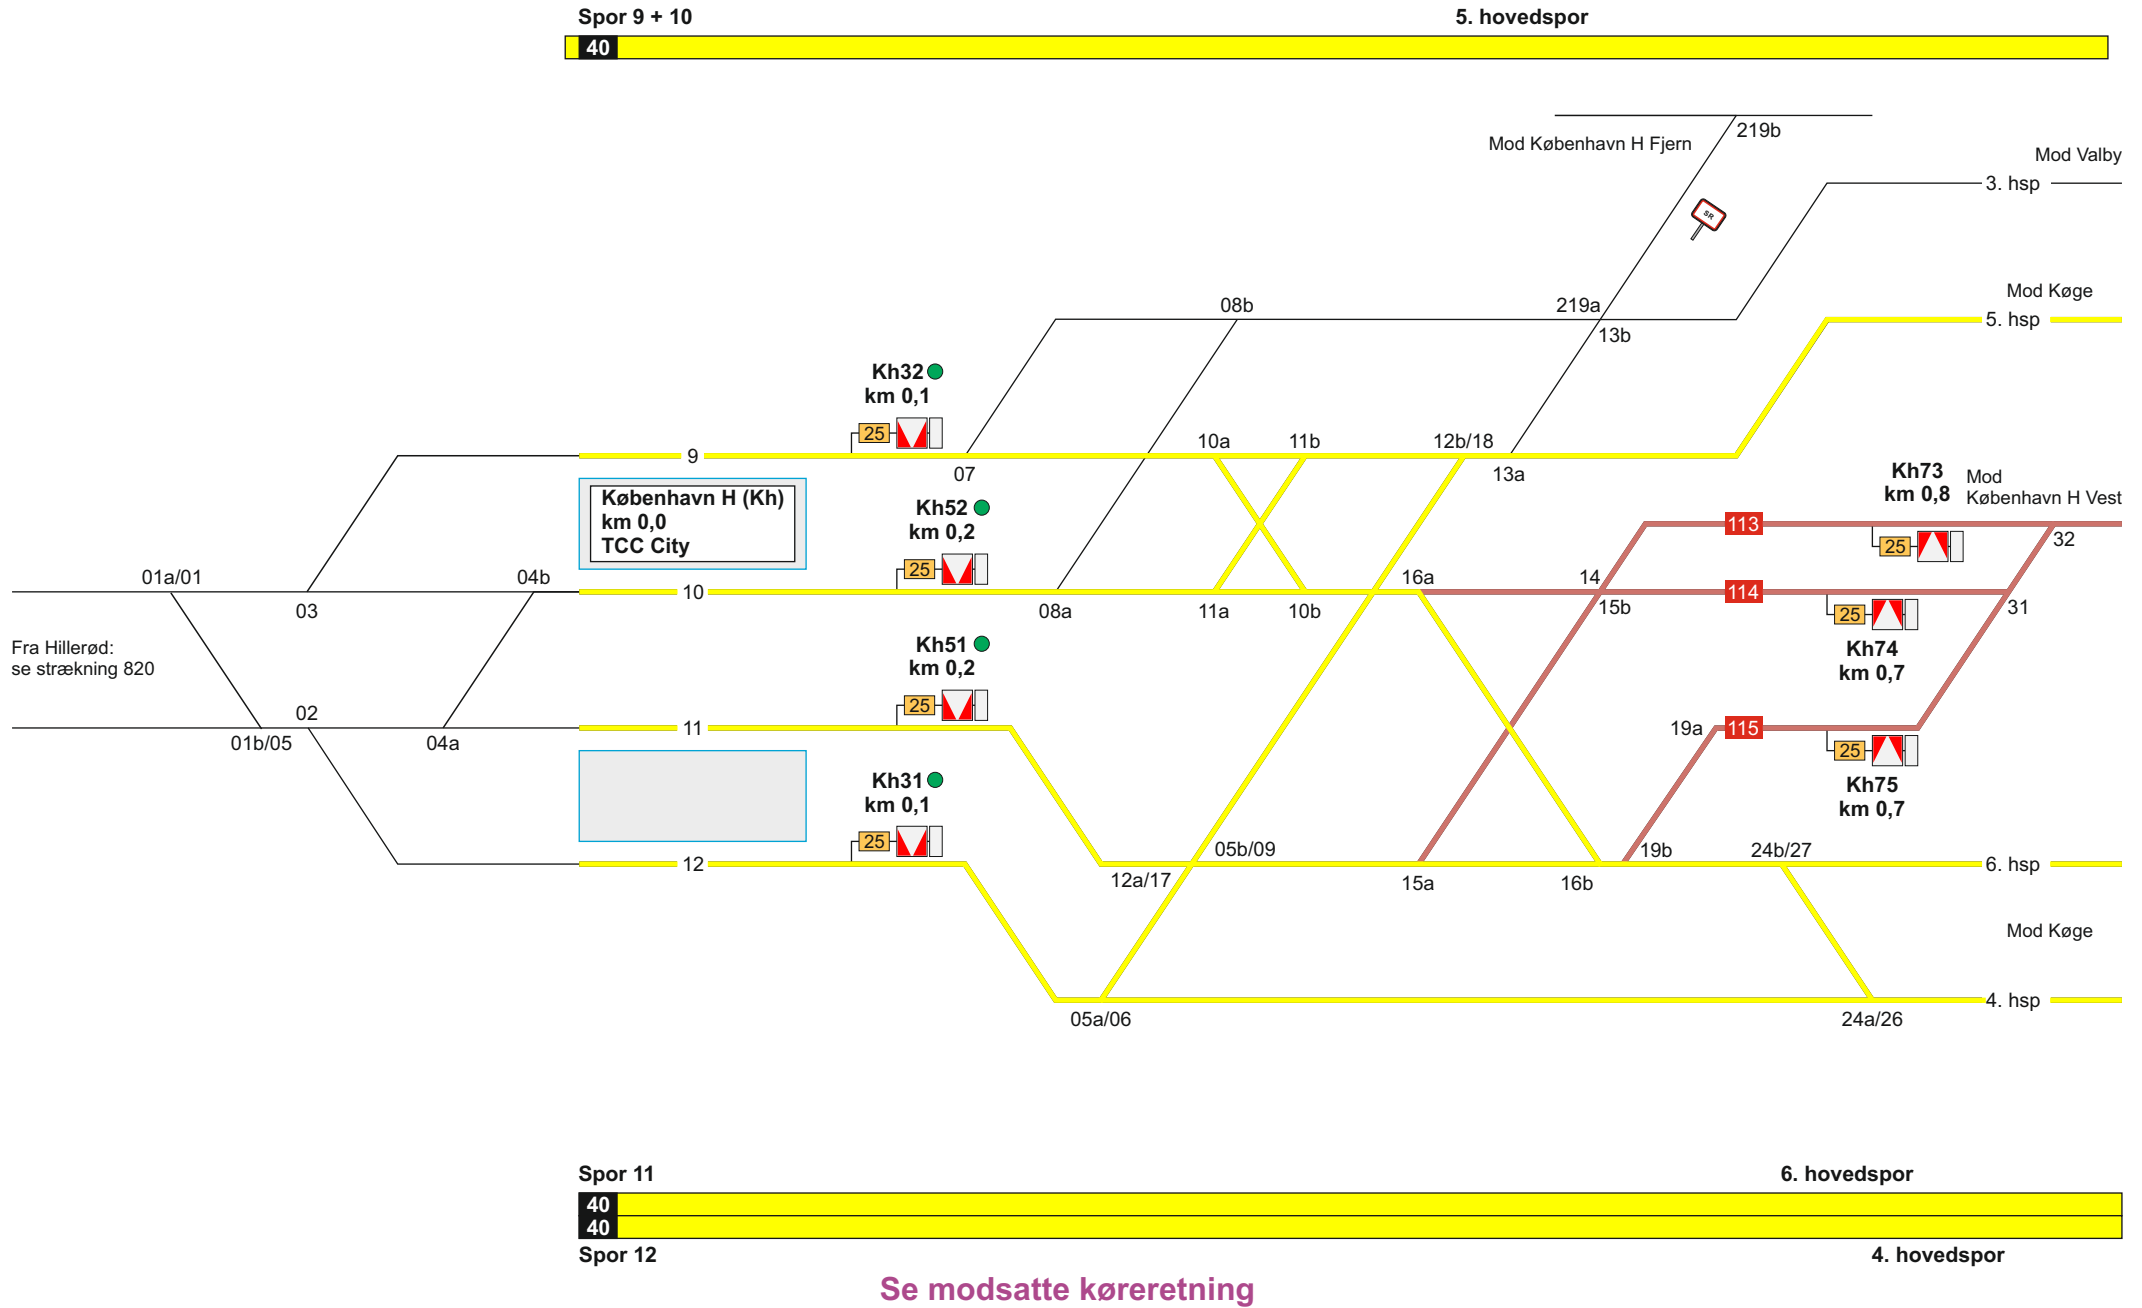 Spor 9 + 10 5. hovedspor
40
219b
Mod København H Fjern
Mod Valby
3. hsp
SR
Mod Køge
08b 219a
5. hsp
13b
Kh32
km 0,1
25
10a 11b 12b/18
9
07 13a
Kh73
km 0,8
Mod
København H Vest
København H (Kh)
km 0,0
TCC City
Kh52
km 0,2
113
25
32
25
01a/01 04b 16a 14
10 114
03 08a 11a 10b 15b 31
25
Fra Hillerød:
se strækning 820
Kh51
km 0,2
Kh74
km 0,7
25
02 19a
11 115
01b/05 04a
25
Kh31
km 0,1
Kh75
km 0,7
25
05b/09 19b 24b/27
12 6. hsp
12a/17 15a 16b
Mod Køge
4. hsp
05a/06 24a/26
Spor 11 6. hovedspor
40
40
Spor 12 4. hovedspor
Se modsatte køreretning